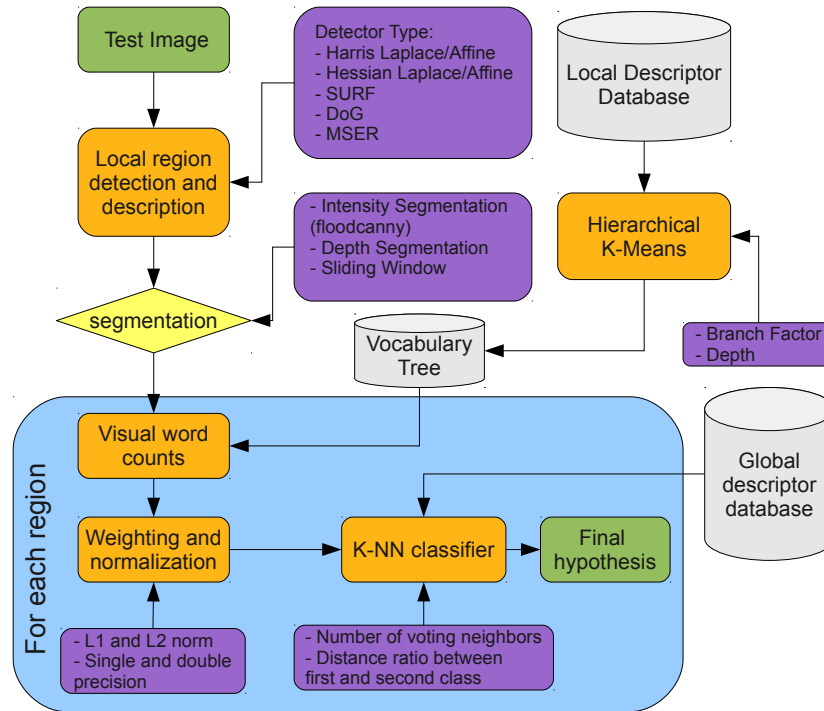 Test Image
Detector Type:
- Harris Laplace/Affine
- Hessian Laplace/Affine
- SURF
- DoG
- MSER
Local Descriptor
Database
Local region
detection and
description
- Intensity Segmentation
(floodcanny)
- Depth Segmentation
- Sliding Window
Hierarchical
K-Means
segmentation
- Branch Factor
- Depth
Vocabulary
Tree
Visual word
counts
Global
descriptor
database
For each region
Weighting and
normalization
K-NN classifier
Final
hypothesis
- L1 and L2 norm
- Single and double
precision
- Number of voting neighbors
- Distance ratio between
first and second class